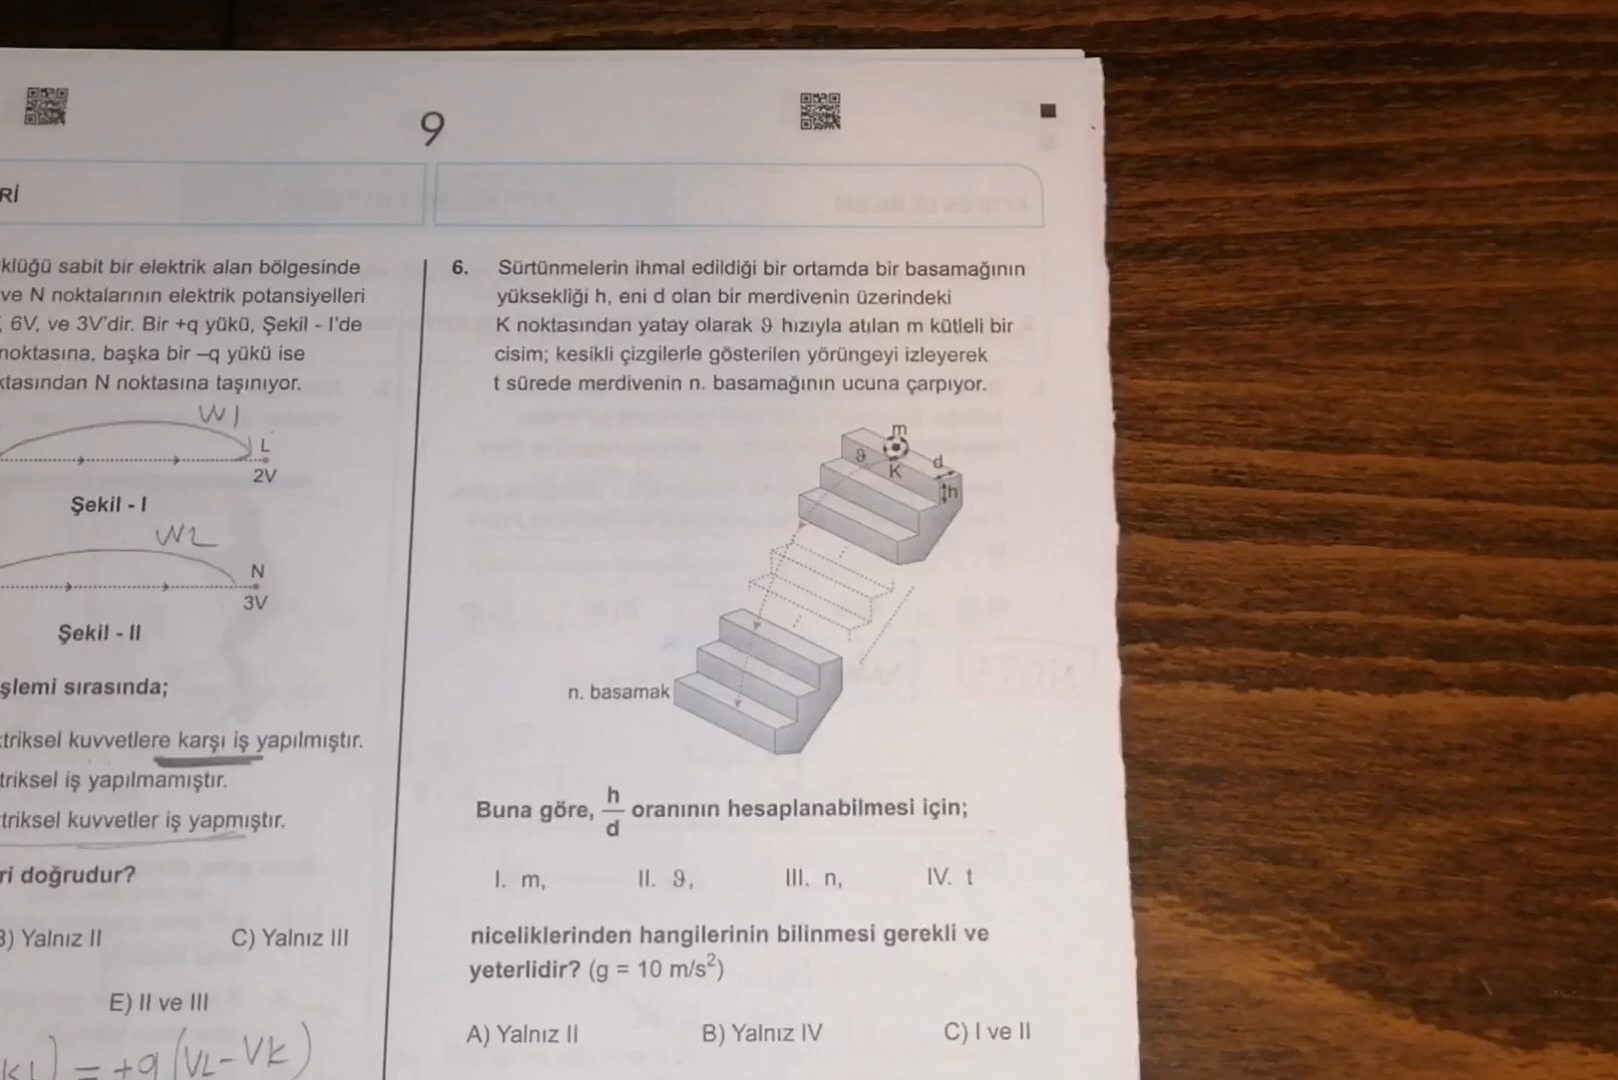 9
Rİ
klüğü sabit bir elektrik alan bölgesinde
ve N noktalarının elektrik potansiyelleri
6V, ve 3V'dir. Bir +q yükü, Şekil - I'de
noktasına, başka bir –q yükü ise
ktasından N noktasına taşınıyor.
W1
L
2V
Şekil - I
W2
N
3V
Şekil - II
şlemi sırasında;
triksel kuvvetlere karşı iş yapılmıştır.
triksel iş yapılmamıştır.
triksel kuvvetler iş yapmıştır.
ri doğrudur?
B) Yalnız II C) Yalnız III
E) II ve III
= +q (VL - VK)
6. Sürtünmelerin ihmal edildiği bir ortamda bir basamağının
yüksekliği h, eni d olan bir merdivenin üzerindeki
K noktasından yatay olarak ϑ hızıyla atılan m kütleli bir
cisim; kesikli çizgilerle gösterilen yörüngeyi izleyerek
t sürede merdivenin n. basamağının ucuna çarpıyor.
m
ϑ
K
d
h
n. basamak
Buna göre, h/d oranının hesaplanabilmesi için;
I. m, II. ϑ, III. n, IV. t
niceliklerinden hangilerinin bilinmesi gerekli ve
yeterlidir? (g = 10 m/s²)
A) Yalnız II B) Yalnız IV C) I ve II